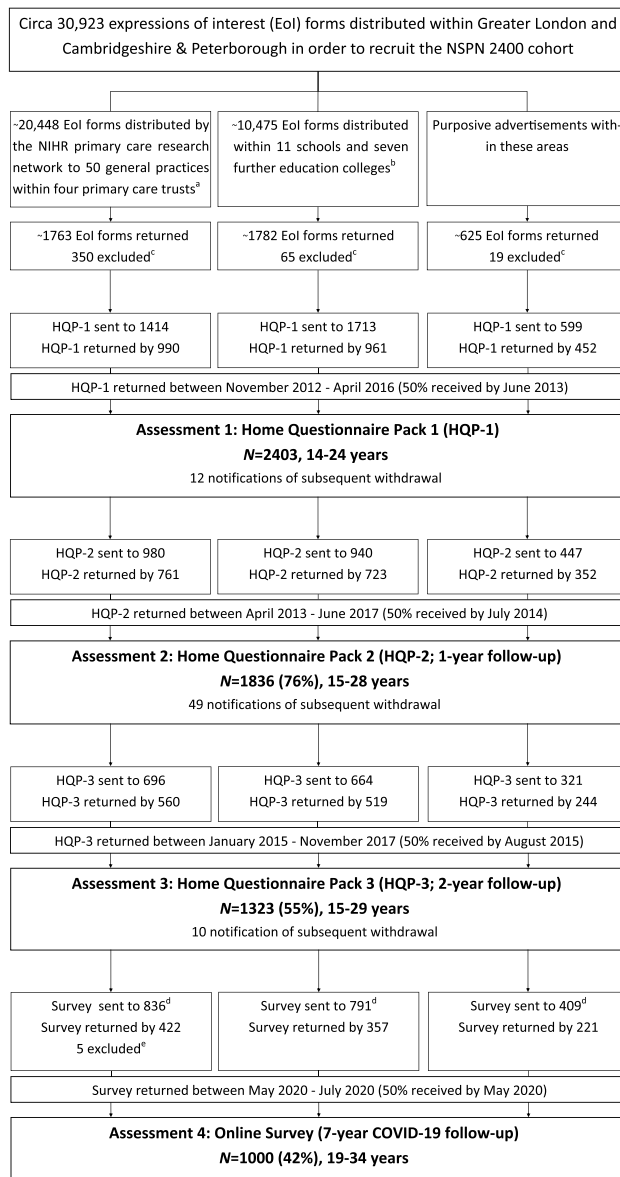 Circa 30,923 expressions of interest (EoI) forms distributed within Greater London and
Cambridgeshire & Peterborough in order to recruit the NSPN 2400 cohort
~20,448 EoI forms distributed by
the NIHR primary care research
network to 50 general practices
within four primary care trustsᵃ
~10,475 EoI forms distributed
within 11 schools and seven
further education collegesᵇ
Purposive advertisements with-
in these areas
~1763 EoI forms returned
350 excludedᶜ
~1782 EoI forms returned
65 excludedᶜ
~625 EoI forms returned
19 excludedᶜ
HQP-1 sent to 1414
HQP-1 returned by 990
HQP-1 sent to 1713
HQP-1 returned by 961
HQP-1 sent to 599
HQP-1 returned by 452
HQP-1 returned between November 2012 - April 2016 (50% received by June 2013)
Assessment 1: Home Questionnaire Pack 1 (HQP-1)
N=2403, 14-24 years
12 notifications of subsequent withdrawal
HQP-2 sent to 980
HQP-2 returned by 761
HQP-2 sent to 940
HQP-2 returned by 723
HQP-2 sent to 447
HQP-2 returned by 352
HQP-2 returned between April 2013 - June 2017 (50% received by July 2014)
Assessment 2: Home Questionnaire Pack 2 (HQP-2; 1-year follow-up)
N=1836 (76%), 15-28 years
49 notifications of subsequent withdrawal
HQP-3 sent to 696
HQP-3 returned by 560
HQP-3 sent to 664
HQP-3 returned by 519
HQP-3 sent to 321
HQP-3 returned by 244
HQP-3 returned between January 2015 - November 2017 (50% received by August 2015)
Assessment 3: Home Questionnaire Pack 3 (HQP-3; 2-year follow-up)
N=1323 (55%), 15-29 years
10 notification of subsequent withdrawal
Survey sent to 836ᵈ
Survey returned by 422
5 excludedᵉ
Survey sent to 791ᵈ
Survey returned by 357
Survey sent to 409ᵈ
Survey returned by 221
Survey returned between May 2020 - July 2020 (50% received by May 2020)
Assessment 4: Online Survey (7-year COVID-19 follow-up)
N=1000 (42%), 19-34 years